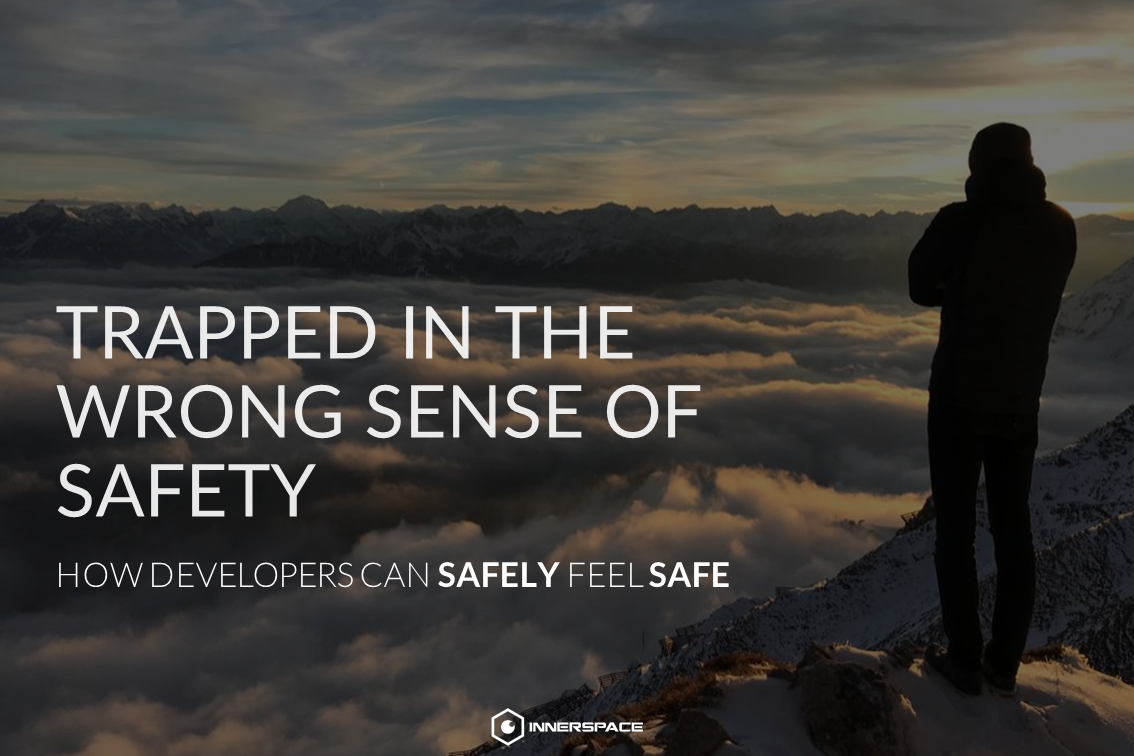 TRAPPED IN THE
WRONG SENSE OF
SAFETY
HOW DEVELOPERS CAN SAFELY FEEL SAFE
INNERSPACE